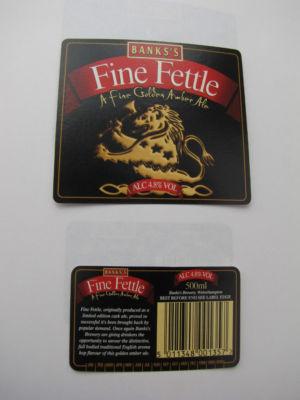 BANKS'S
Fine Fettle
A Fine Golden Amber Ale
ALC 4.8% VOL
BANKS'S
Fine Fettle
A Fine Golden Amber Ale
Fine Fettle, originally produced as a
limited edition cask ale, proved so
successful it's been brought back by
popular demand. Once again Banks's
Brewery are giving drinkers the
opportunity to savour the distinctive,
full bodied traditional English aroma
hop flavour of this golden amber ale.
ALC 4.8% VOL
500ml
Banks's Brewery, Wolverhampton
BEST BEFORE END SEE LABEL EDGE
5 011348 001357